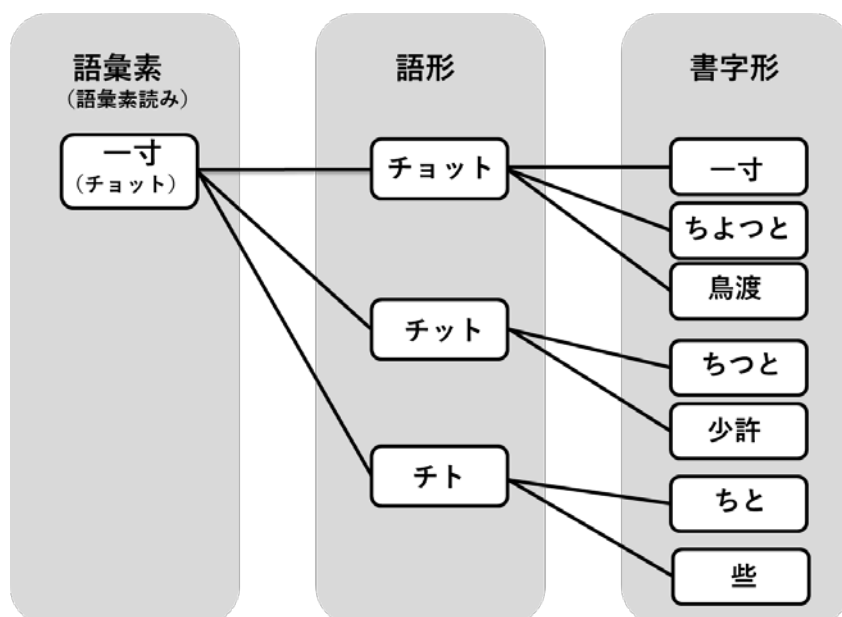 語彙素
（語彙素読み）
一寸
（チョット）
語形
チョット
チット
チト
書字形
一寸
ちよつと
鳥渡
ちつと
少許
ちと
些